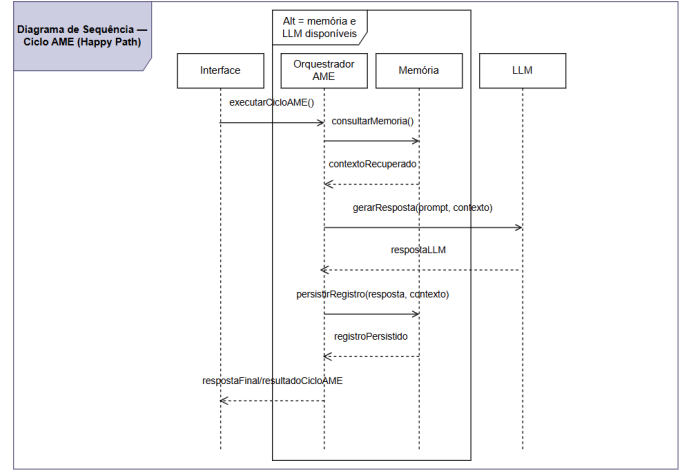 Diagrama de Sequência —
Ciclo AME (Happy Path)
Alt = memória e
LLM disponíveis
Interface
Orquestrador
AME
Memória
LLM
executarCicloAME()
consultarMemoria()
contextoRecuperado
gerarResposta(prompt, contexto)
respostaLLM
persistirRegistro(resposta, contexto)
registroPersistido
respostaFinal/resultadoCicloAME